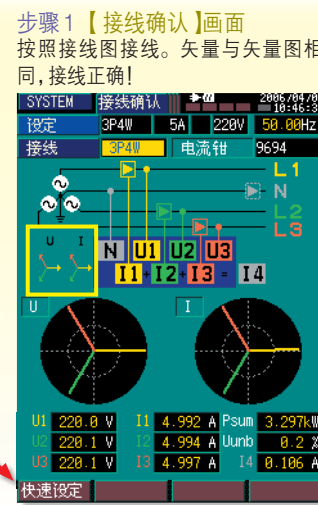 步骤1【接线确认】画面
按照接线图接线。矢量与矢量图相
同,接线正确!
SYSTEM 接线确认 2006/04/0
10:46:3
设定 3P4W 5A 220V 50.00Hz
接线 3P4W 电流钳 9694
L1
N
L2
L3
U I
N U1 U2 U3
I1+I2+I3= I4
U I
U1 220.0 V I1 4.992 A Psum 3.297kW
U2 220.1 V I2 4.994 A Uunb 0.2 %
U3 220.1 V I3 4.997 A I4 0.106 A
快速设定